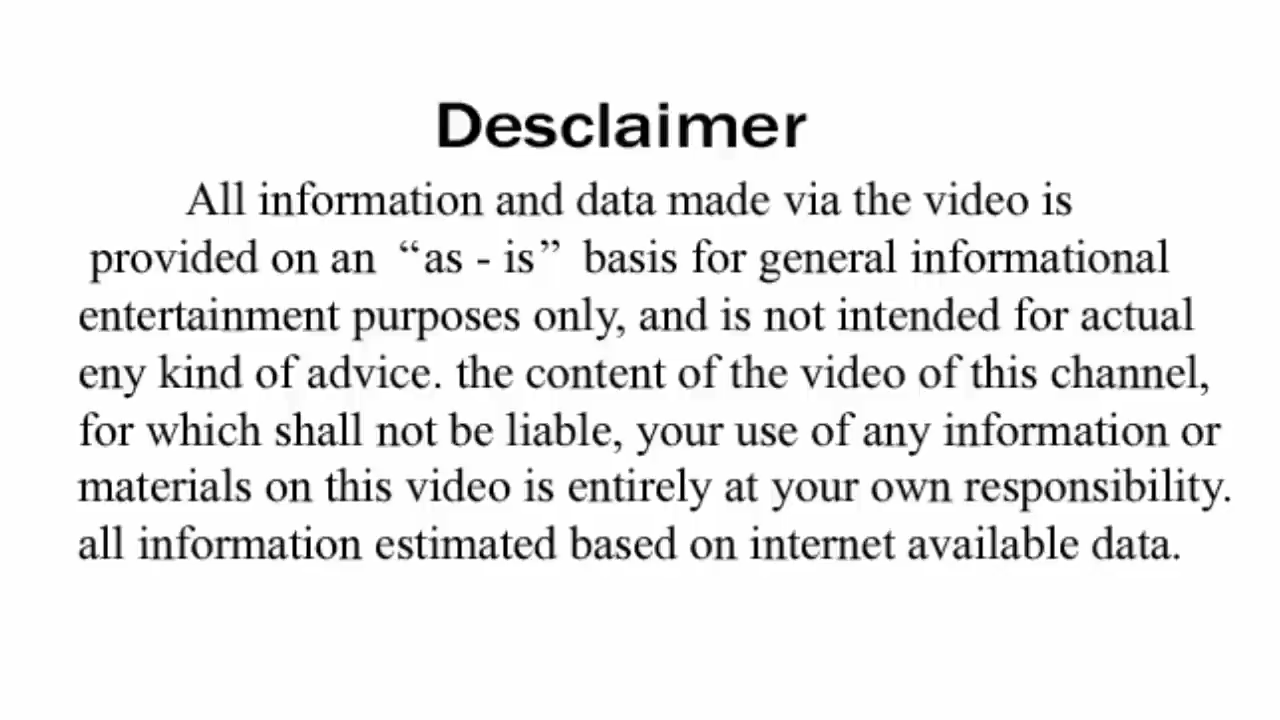 Desclaimer
All information and data made via the video is
provided on an “as - is” basis for general informational
entertainment purposes only, and is not intended for actual
eny kind of advice. the content of the video of this channel,
for which shall not be liable, your use of any information or
materials on this video is entirely at your own responsibility.
all information estimated based on internet available data.